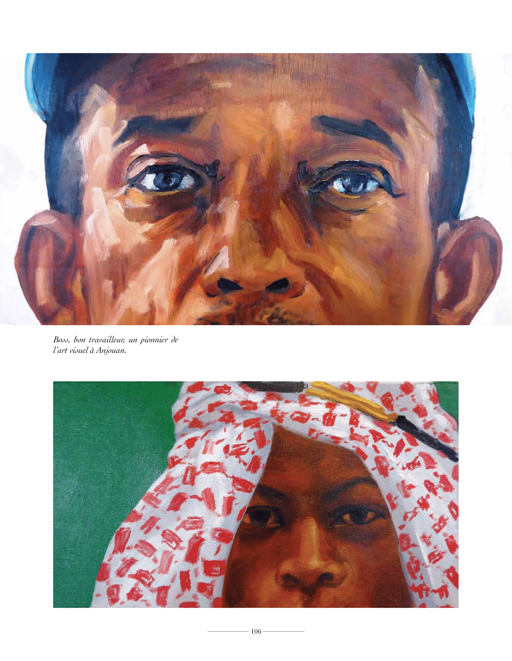 Boss, bon travailleur, un pionnier de
l'art visuel à Anjouan.
106